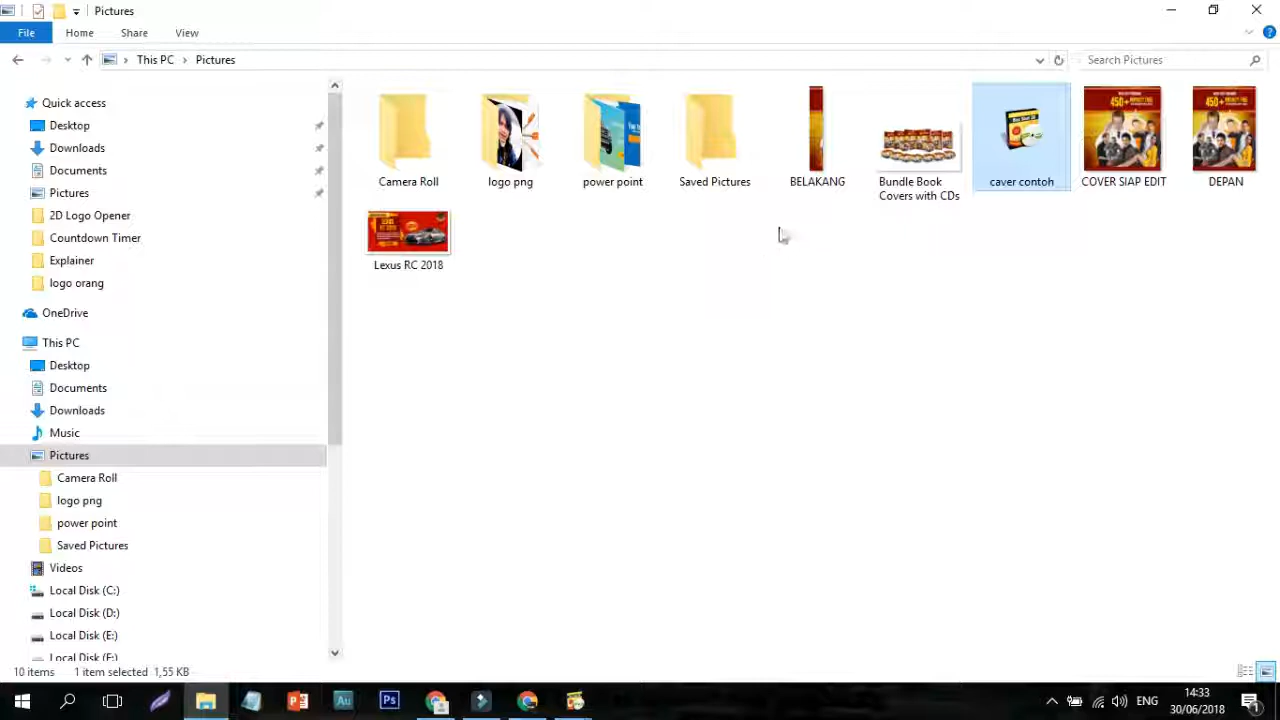 Pictures
File
Home
Share
View
This PC
Pictures
Search Pictures
Quick access
Desktop
Downloads
Documents
Pictures
2D Logo Opener
Countdown Timer
Explainer
logo orang
OneDrive
This PC
Desktop
Documents
Downloads
Music
Pictures
Camera Roll
logo png
power point
Saved Pictures
Videos
Local Disk (C:)
Local Disk (D:)
Local Disk (E:)
Local Disk (F:)
Camera Roll
logo png
power point
Saved Pictures
BELAKANG
Bundle Book
Covers with CDs
caver contoh
450+
COVER SIAP EDIT
450+
DEPAN
Lexus RC 2018
10 items
1 item selected 1,55 KB
Au
Ps
ENG
14:33
30/06/2018